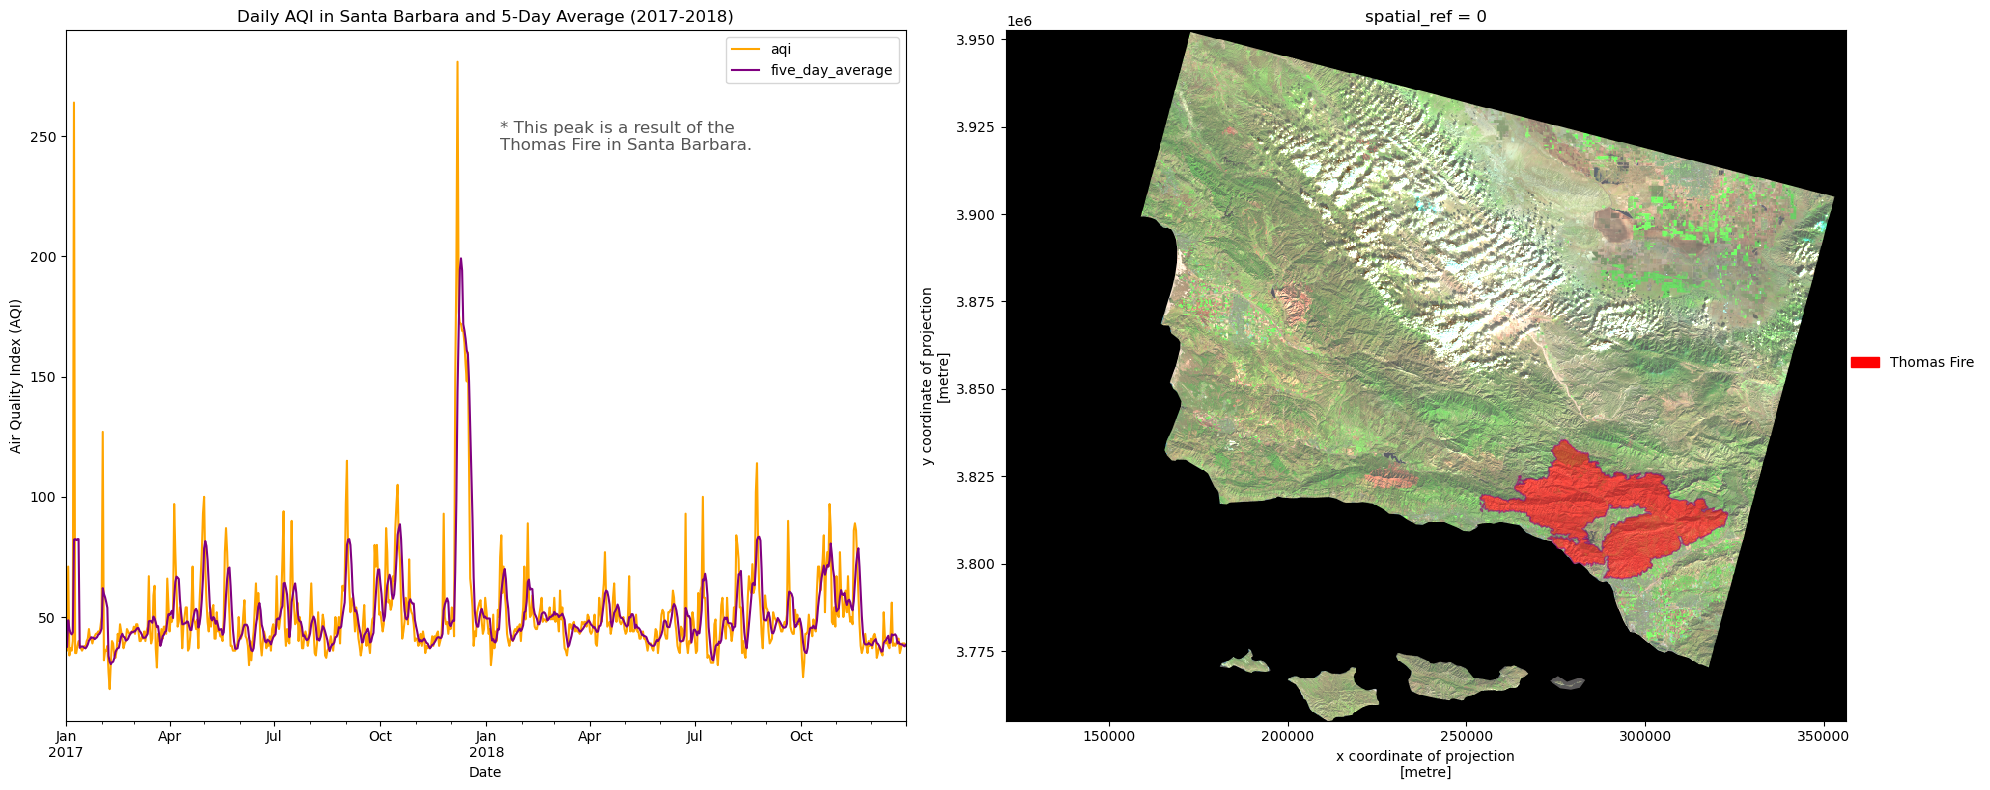 Daily AQI in Santa Barbara and 5-Day Average (2017-2018)
aqi
five_day_average
* This peak is a result of the
Thomas Fire in Santa Barbara.
Air Quality Index (AQI)
250
200
150
100
50
Jan
2017
Apr
Jul
Oct
Jan
2018
Apr
Jul
Oct
Date
spatial_ref = 0
1e6
3.950
3.925
3.900
3.875
3.850
3.825
3.800
3.775
y coordinate of projection
[metre]
150000
200000
250000
300000
350000
x coordinate of projection
[metre]
Thomas Fire